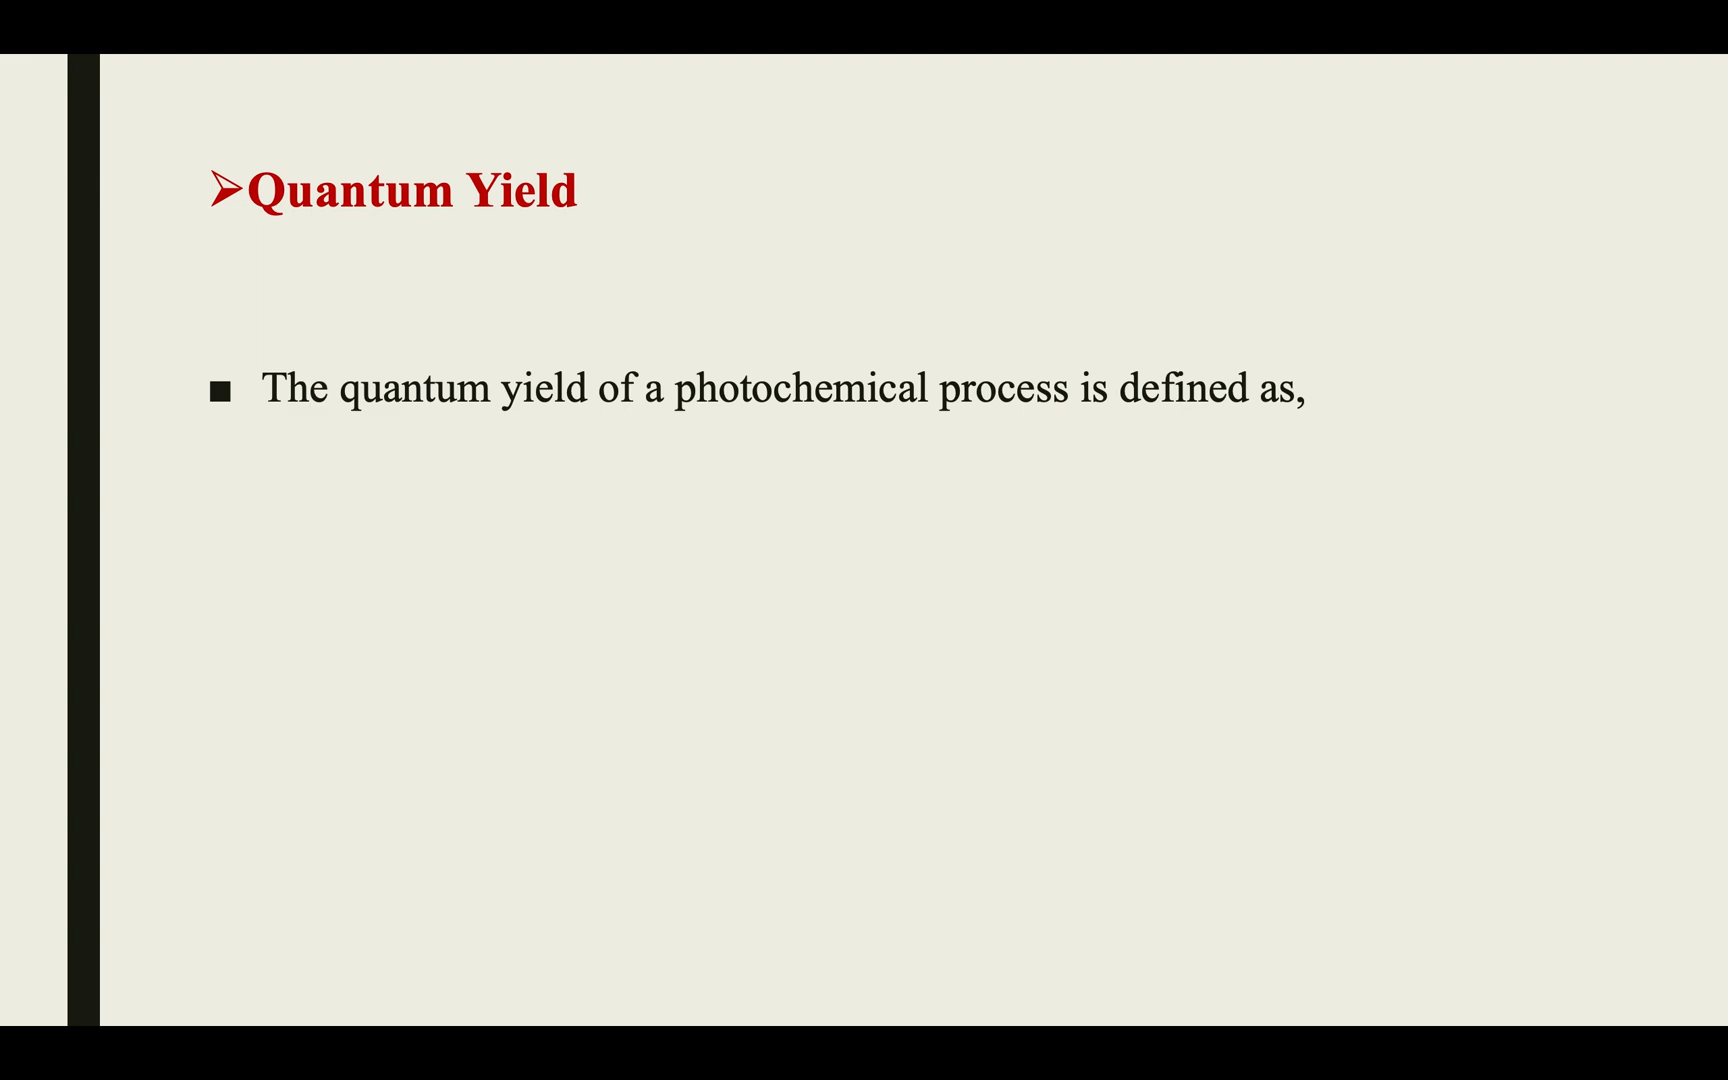 ➢Quantum Yield
■ The quantum yield of a photochemical process is defined as,